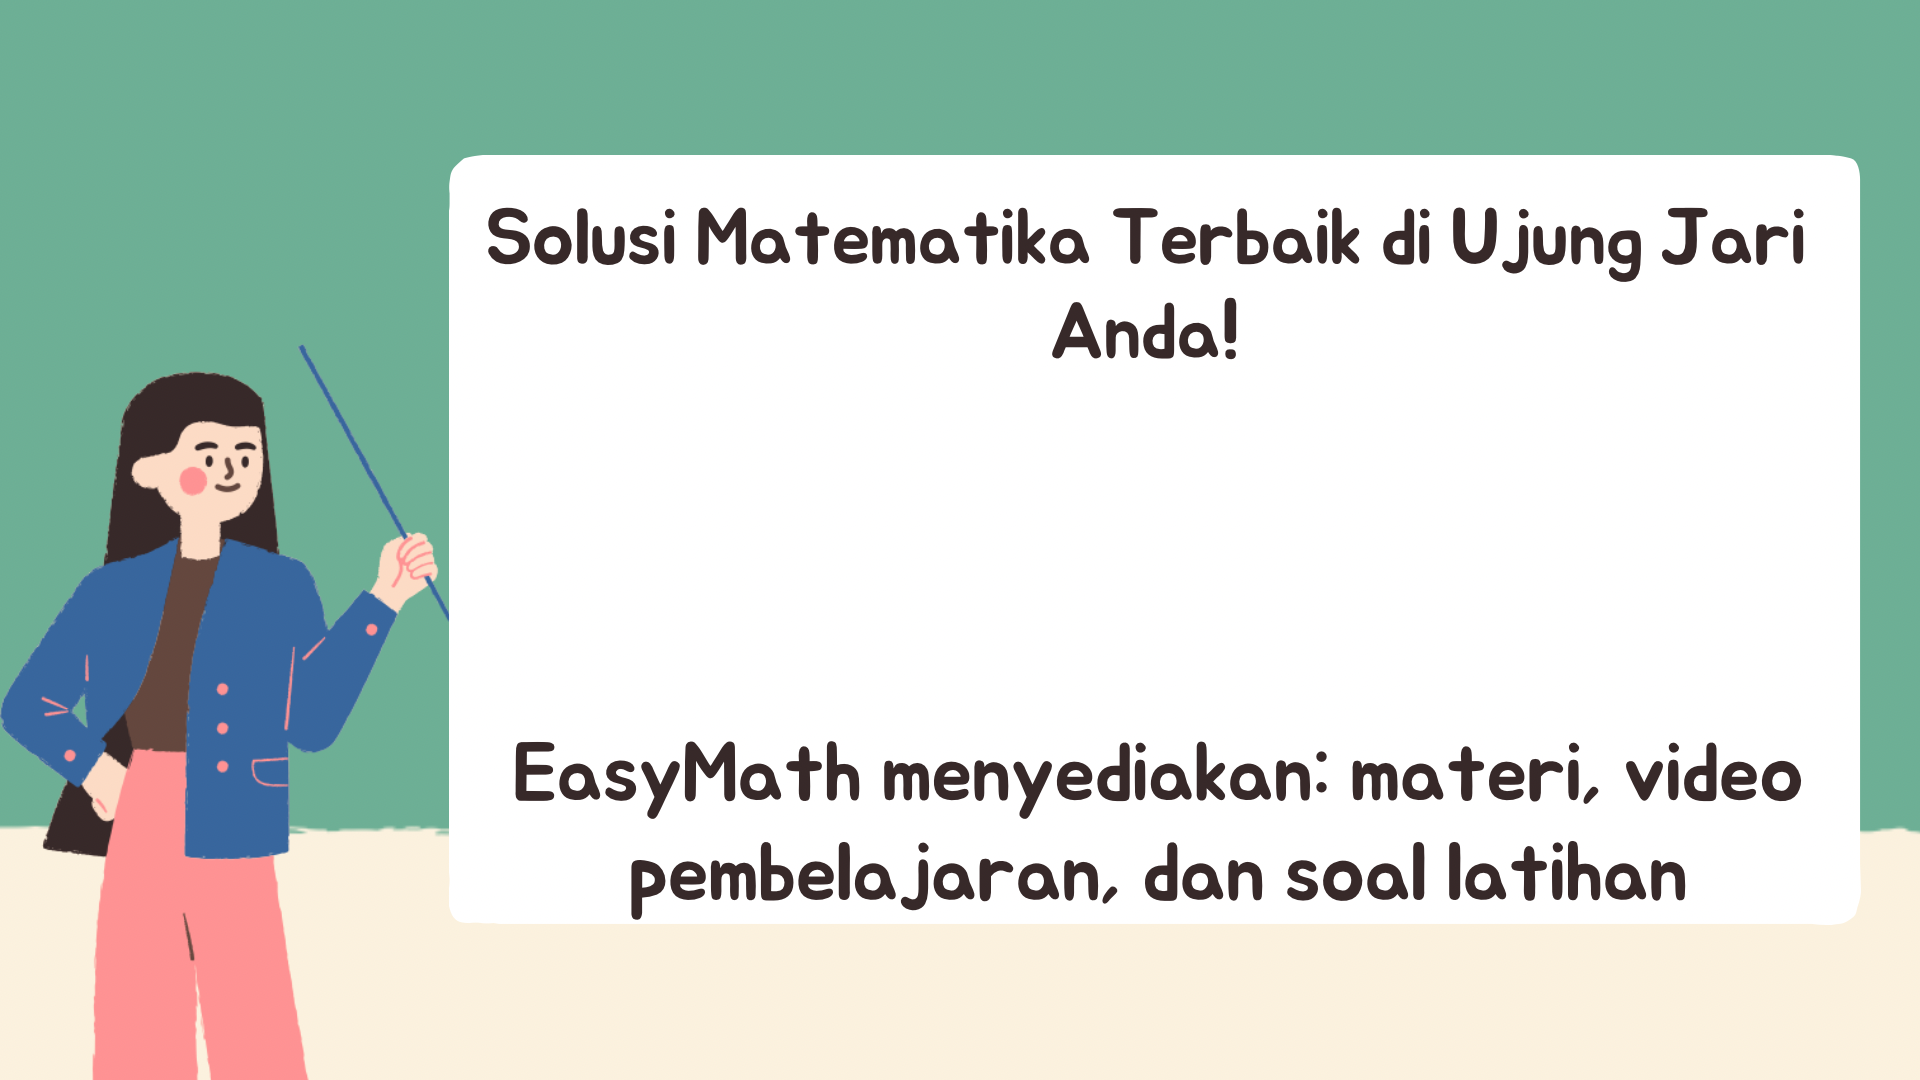 Solusi Matematika Terbaik di Ujung Jari
Anda!
EasyMath menyediakan: materi, video
pembelajaran, dan soal latihan